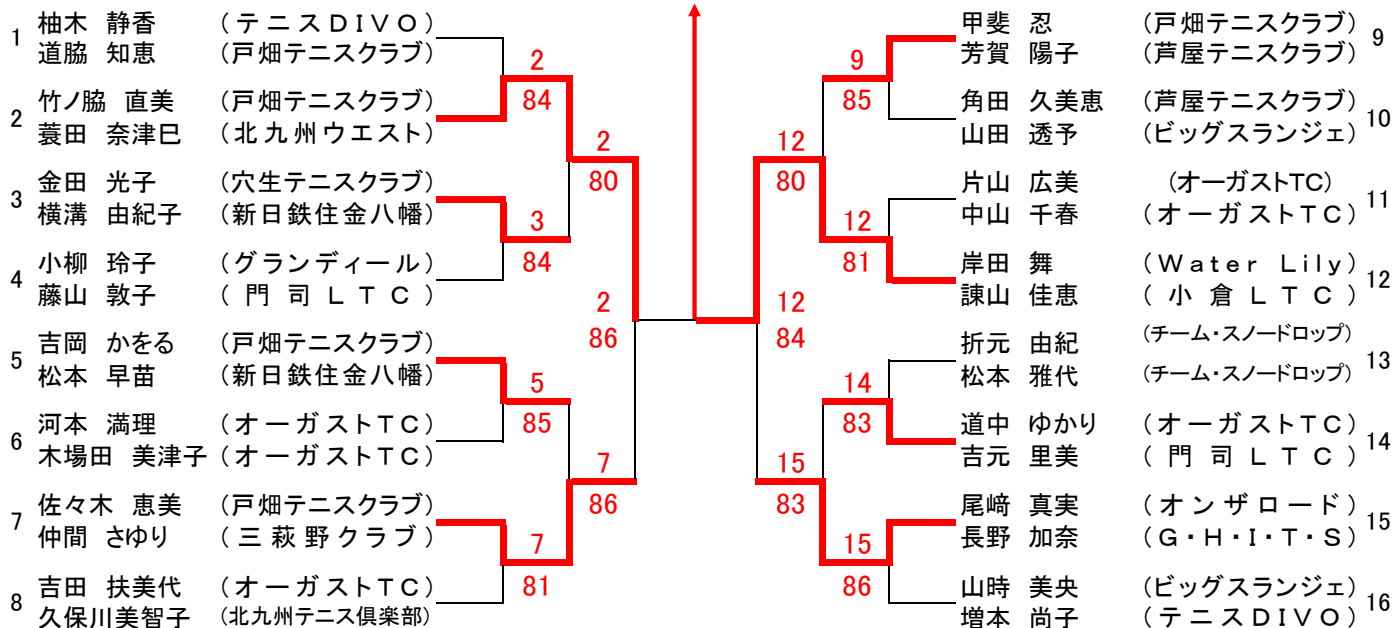 1 柚木 静香 (テニスDIVO)
道脇 知恵 (戸畑テニスクラブ)
2 竹ノ脇 直美 (戸畑テニスクラブ)
蓑田 奈津巳 (北九州ウエスト)
3 金田 光子 (穴生テニスクラブ)
横溝 由紀子 (新日鉄住金八幡)
4 小柳 玲子 (グランディール)
藤山 敦子 (門司LTC)
5 吉岡 かをる (戸畑テニスクラブ)
松本 早苗 (新日鉄住金八幡)
6 河本 満理 (オーガストTC)
木場田 美津子 (オーガストTC)
7 佐々木 恵美 (戸畑テニスクラブ)
仲間 さゆり (三萩野クラブ)
8 吉田 扶美代 (オーガストTC)
久保川美智子 (北九州テニス倶楽部)
2
84
3
84
5
85
7
81
2
80
7
86
2
86
12
84
12
80
15
83
9
85
12
81
14
83
15
86
甲斐 忍 (戸畑テニスクラブ) 9
芳賀 陽子 (芦屋テニスクラブ)
角田 久美恵 (芦屋テニスクラブ) 10
山田 透予 (ビッグスランジェ)
片山 広美 (オーガストTC) 11
中山 千春 (オーガストTC)
岸田 舞 (Water Lily) 12
諌山 佳恵 (小倉LTC)
折元 由紀 (チーム・スノードロップ) 13
松本 雅代 (チーム・スノードロップ)
道中 ゆかり (オーガストTC) 14
吉元 里美 (門司LTC)
尾﨑 真実 (オンザロード) 15
長野 加奈 (G・H・I・T・S)
山時 美央 (ビッグスランジェ) 16
増本 尚子 (テニスDIVO)